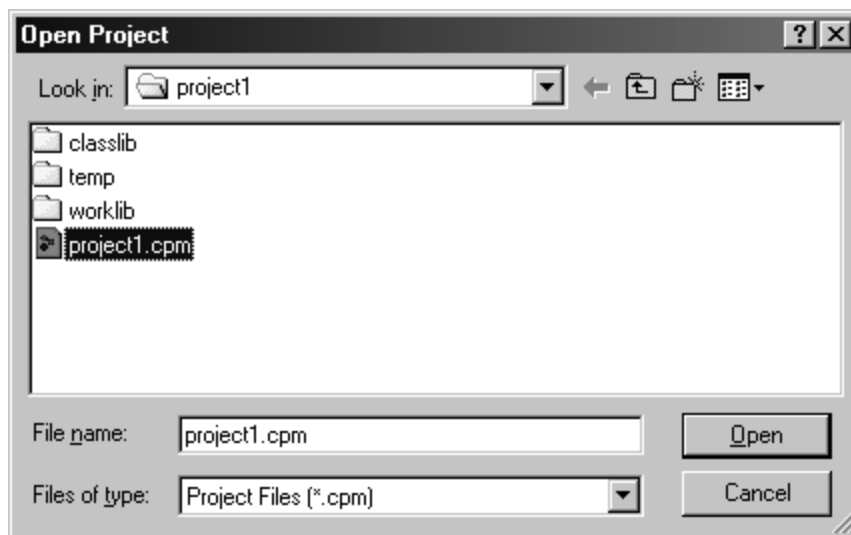 Open Project
Look in: project1
classlib
temp
worklib
project1.cpm
File name: project1.cpm Open
Files of type: Project Files (*.cpm) Cancel